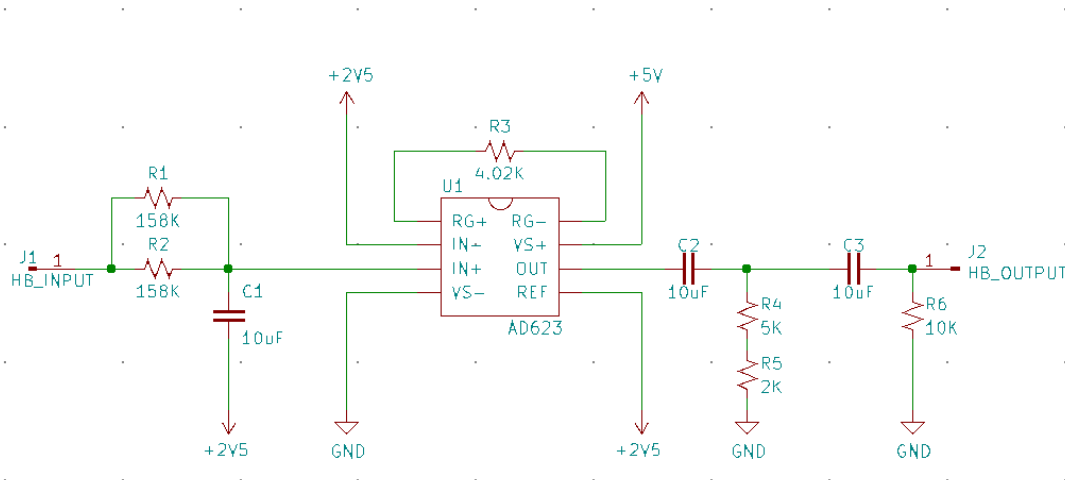 +2V5
+5V
R3
4.02K
R1
158K
U1
RG+ RG-
R2
IN- VS+
C2
C3
J1 1
HB_INPUT
IN+ OUT
1 J2
HB_OUTPUT
158K
C1
VS- REF
10uF
10uF
R4
5K
R6
10K
10uF
AD623
R5
2K
+2V5
GND
+2V5
GND
GND